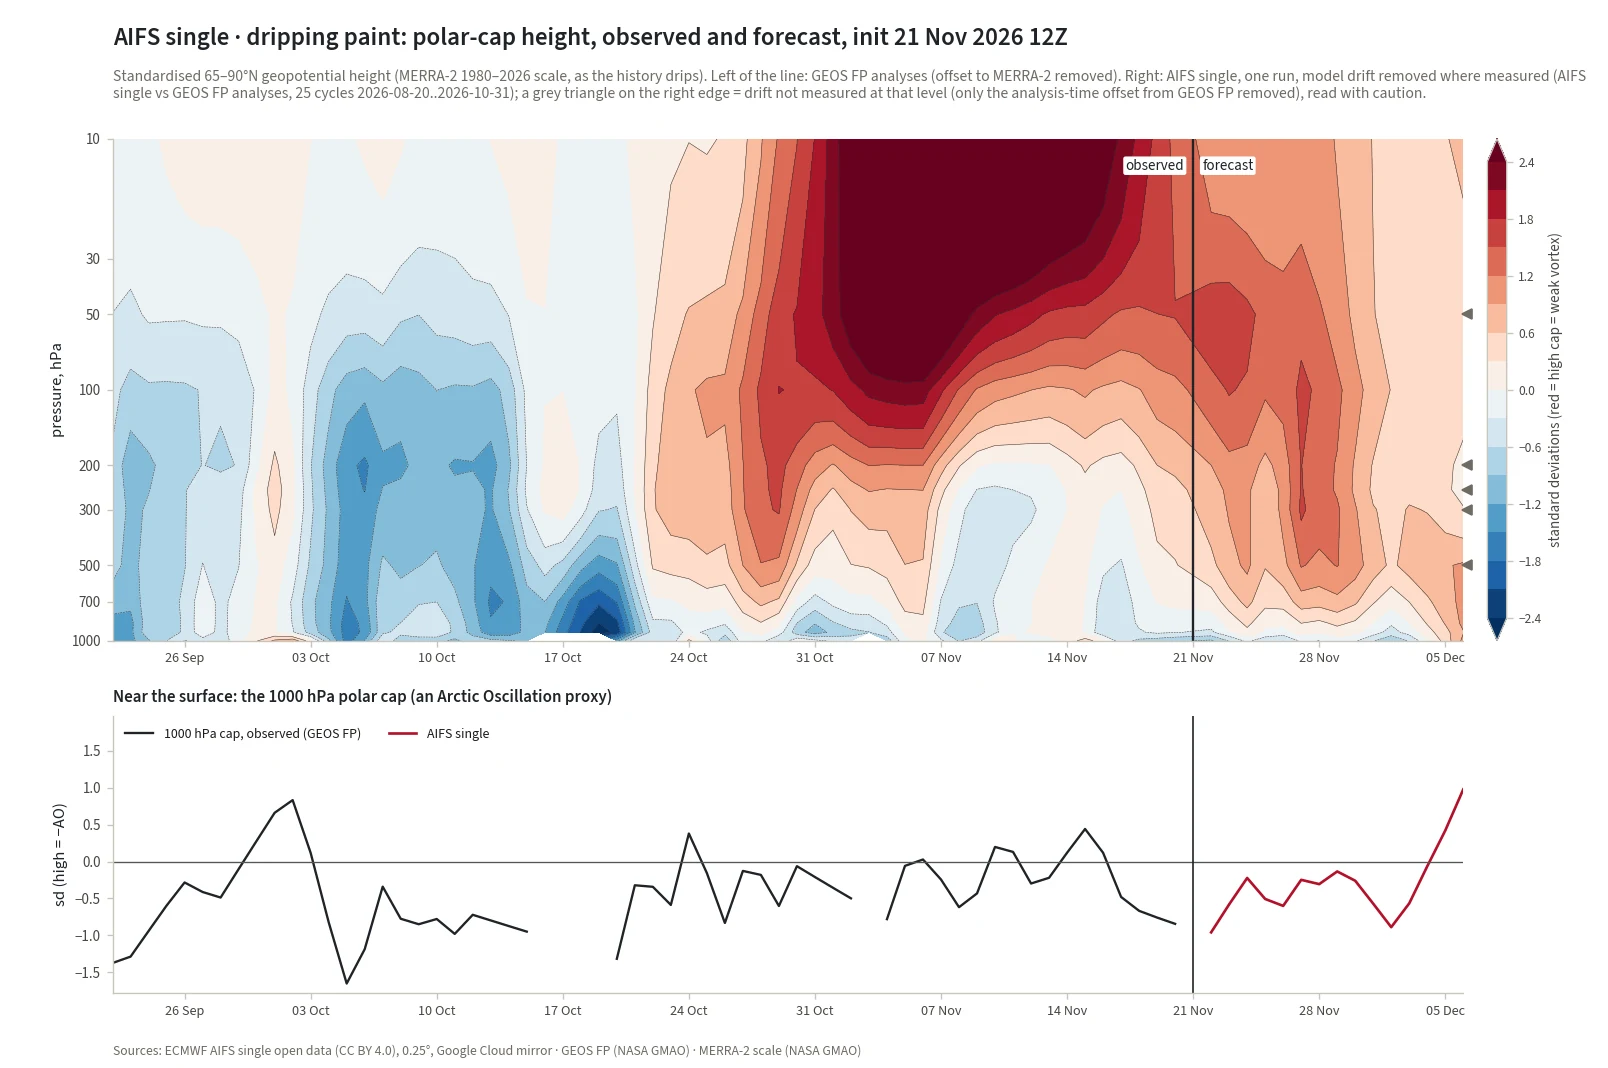 AIFS single · dripping paint: polar-cap height, observed and forecast, init 21 Nov 2026 12Z
Standardised 65–90°N geopotential height (MERRA-2 1980–2026 scale, as the history drips). Left of the line: GEOS FP analyses (offset to MERRA-2 removed). Right: AIFS single, one run, model drift removed where measured (AIFS
single vs GEOS FP analyses, 25 cycles 2026-08-20..2026-10-31); a grey triangle on the right edge = drift not measured at that level (only the analysis-time offset from GEOS FP removed), read with caution.
pressure, hPa
10
30
50
100
200
300
500
700
1000
observed
forecast
26 Sep
03 Oct
10 Oct
17 Oct
24 Oct
31 Oct
07 Nov
14 Nov
21 Nov
28 Nov
05 Dec
2.4
1.8
1.2
0.6
0.0
−0.6
−1.2
−1.8
−2.4
standard deviations (red = high cap = weak vortex)
Near the surface: the 1000 hPa polar cap (an Arctic Oscillation proxy)
1000 hPa cap, observed (GEOS FP)
AIFS single
sd (high = −AO)
1.5
1.0
0.5
0.0
−0.5
−1.0
−1.5
26 Sep
03 Oct
10 Oct
17 Oct
24 Oct
31 Oct
07 Nov
14 Nov
21 Nov
28 Nov
05 Dec
Sources: ECMWF AIFS single open data (CC BY 4.0), 0.25°, Google Cloud mirror · GEOS FP (NASA GMAO) · MERRA-2 scale (NASA GMAO)